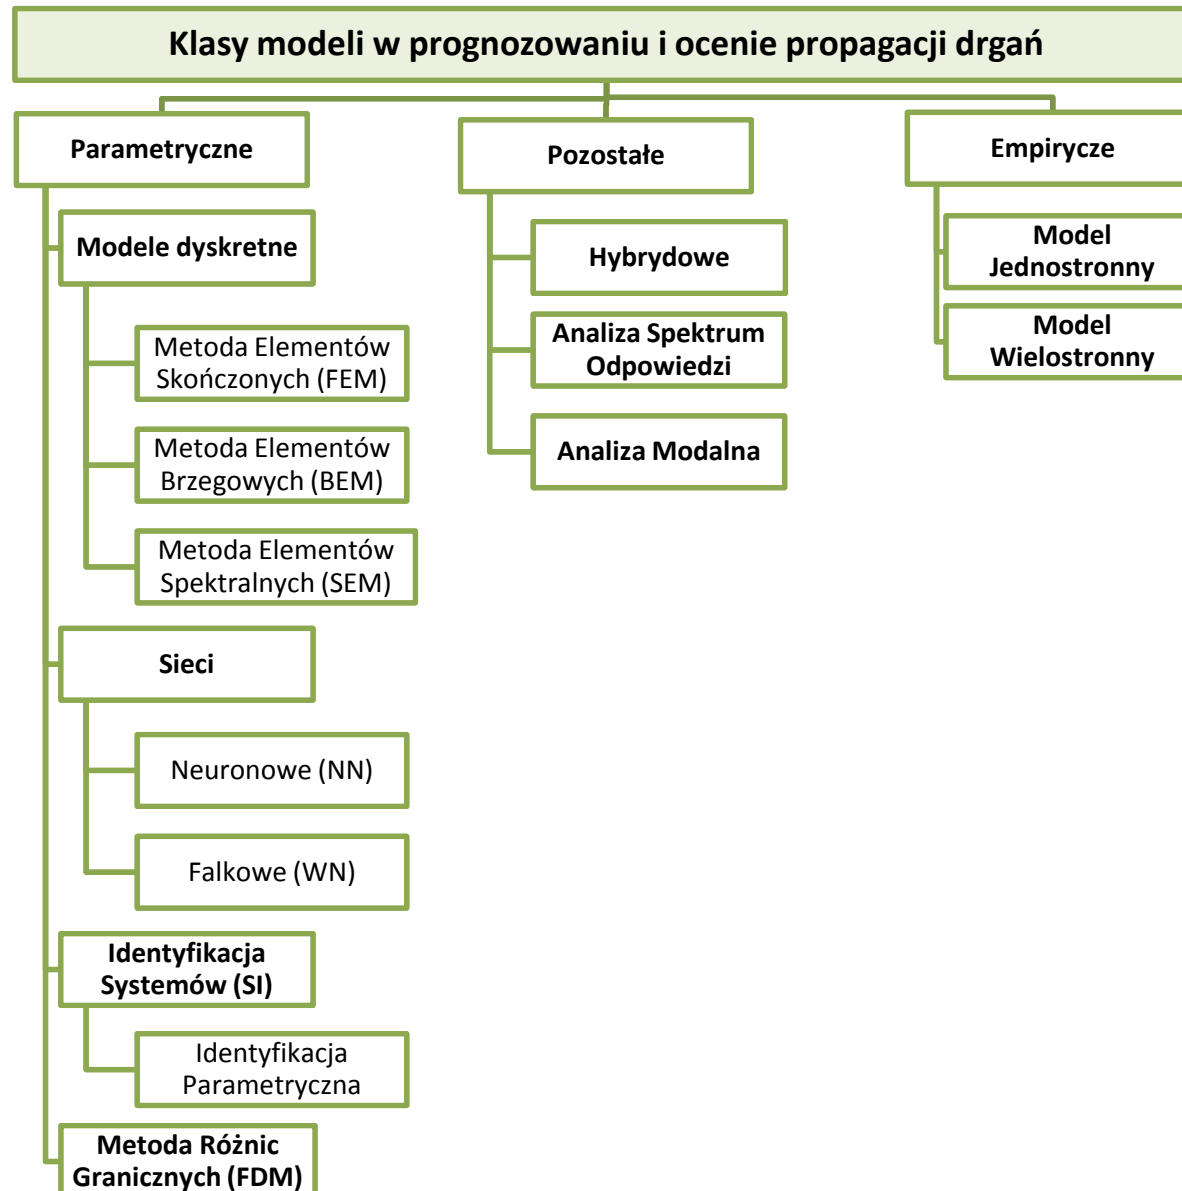 Klasy modeli w prognozowaniu i ocenie propagacji drgań
Parametryczne
Modele dyskretne
Metoda Elementów
Skończonych (FEM)
Metoda Elementów
Brzegowych (BEM)
Metoda Elementów
Spektralnych (SEM)
Sieci
Neuronowe (NN)
Falkowe (WN)
Identyfikacja
Systemów (SI)
Identyfikacja
Parametryczna
Metoda Różnic
Granicznych (FDM)
Pozostałe
Hybrydowe
Analiza Spektrum
Odpowiedzi
Analiza Modalna
Empirycze
Model
Jednostronny
Model
Wielostronny